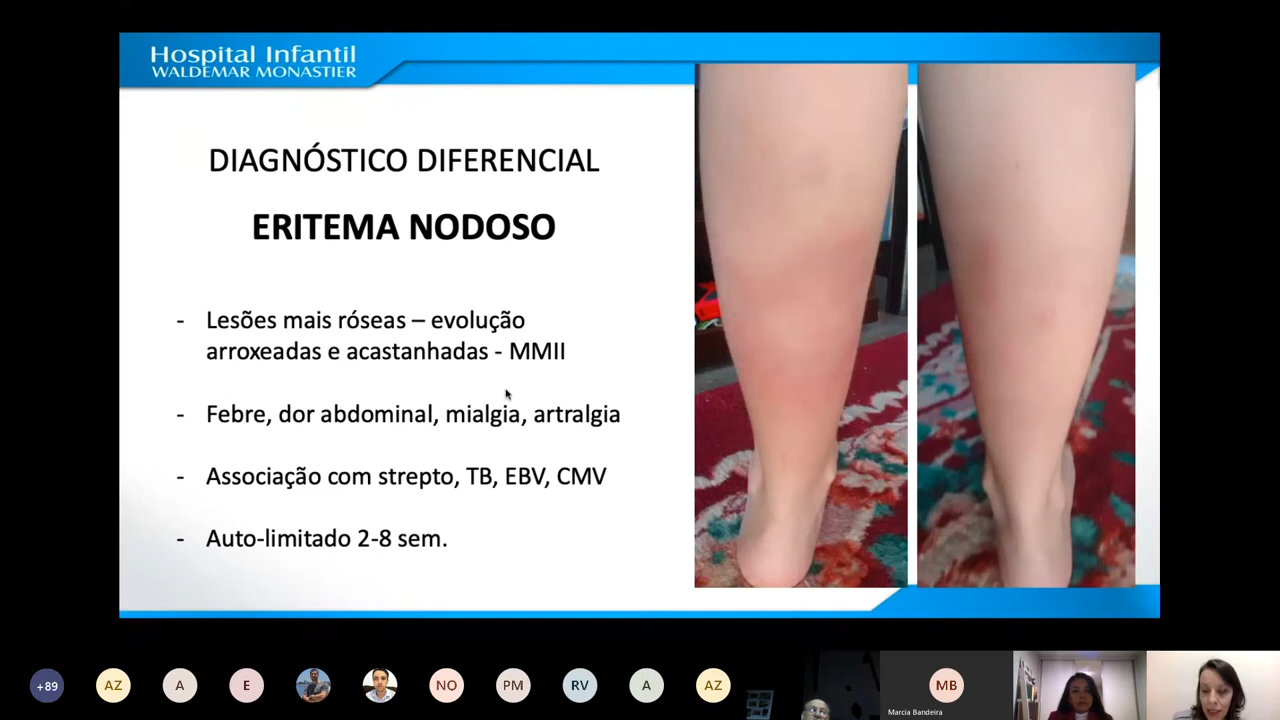 Hospital Infantil
WALDEMAR MONASTIER
DIAGNÓSTICO DIFERENCIAL
ERITEMA NODOSO
- Lesões mais róseas – evolução
arroxeadas e acastanhadas - MMII
- Febre, dor abdominal, mialgia, artralgia
- Associação com strepto, TB, EBV, CMV
- Auto-limitado 2-8 sem.
+89
AZ
A
E
NO
PM
RV
A
AZ
MB
Marcia Bandeira